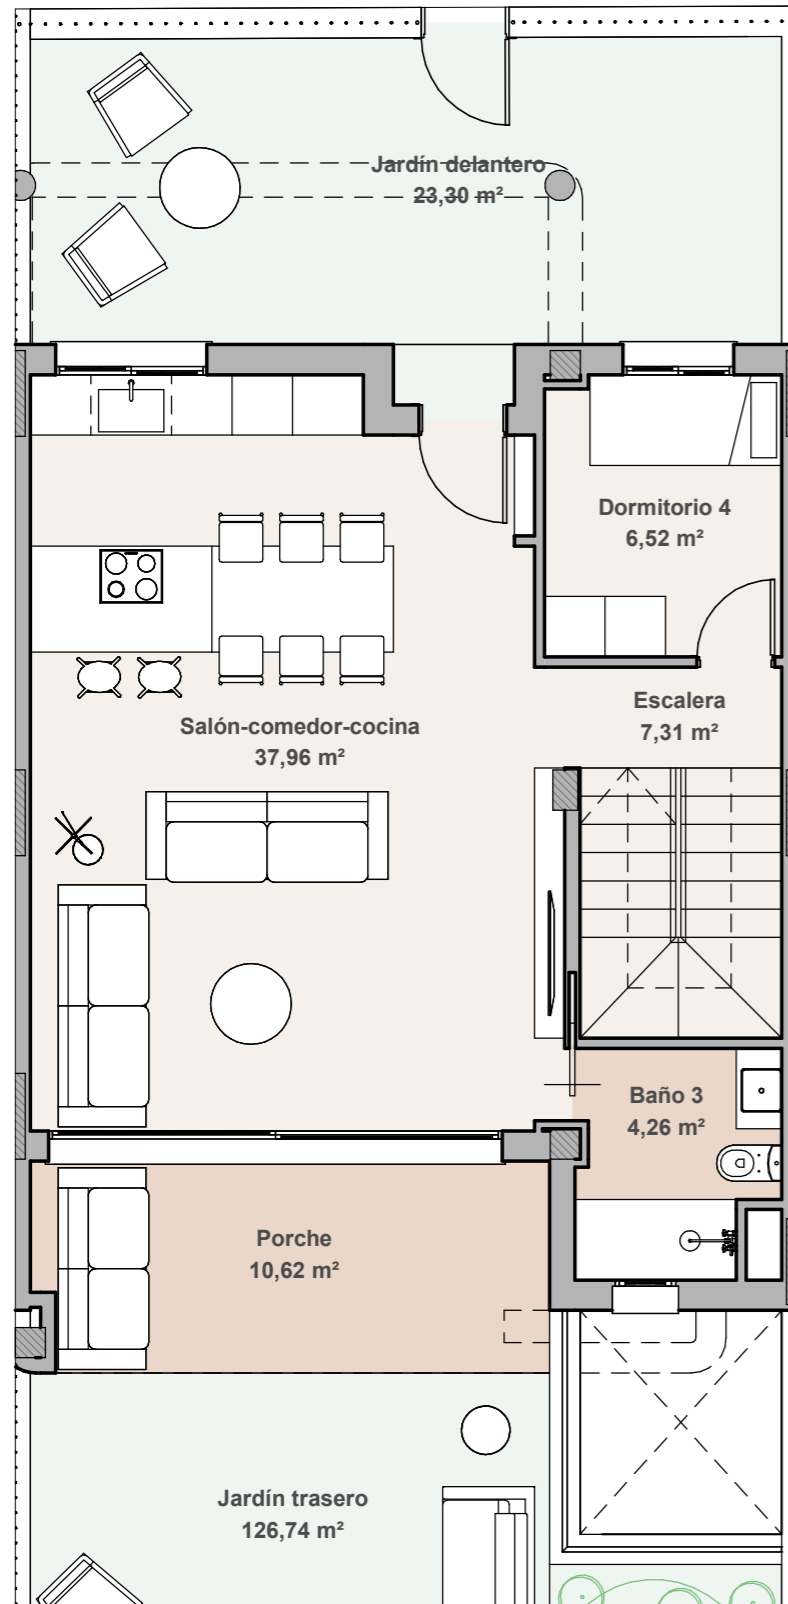 Jardín delantero
23,30 m²
Dormitorio 4
6,52 m²
Escalera
7,31 m²
Salón-comedor-cocina
37,96 m²
Baño 3
4,26 m²
Porche
10,62 m²
Jardín trasero
126,74 m²